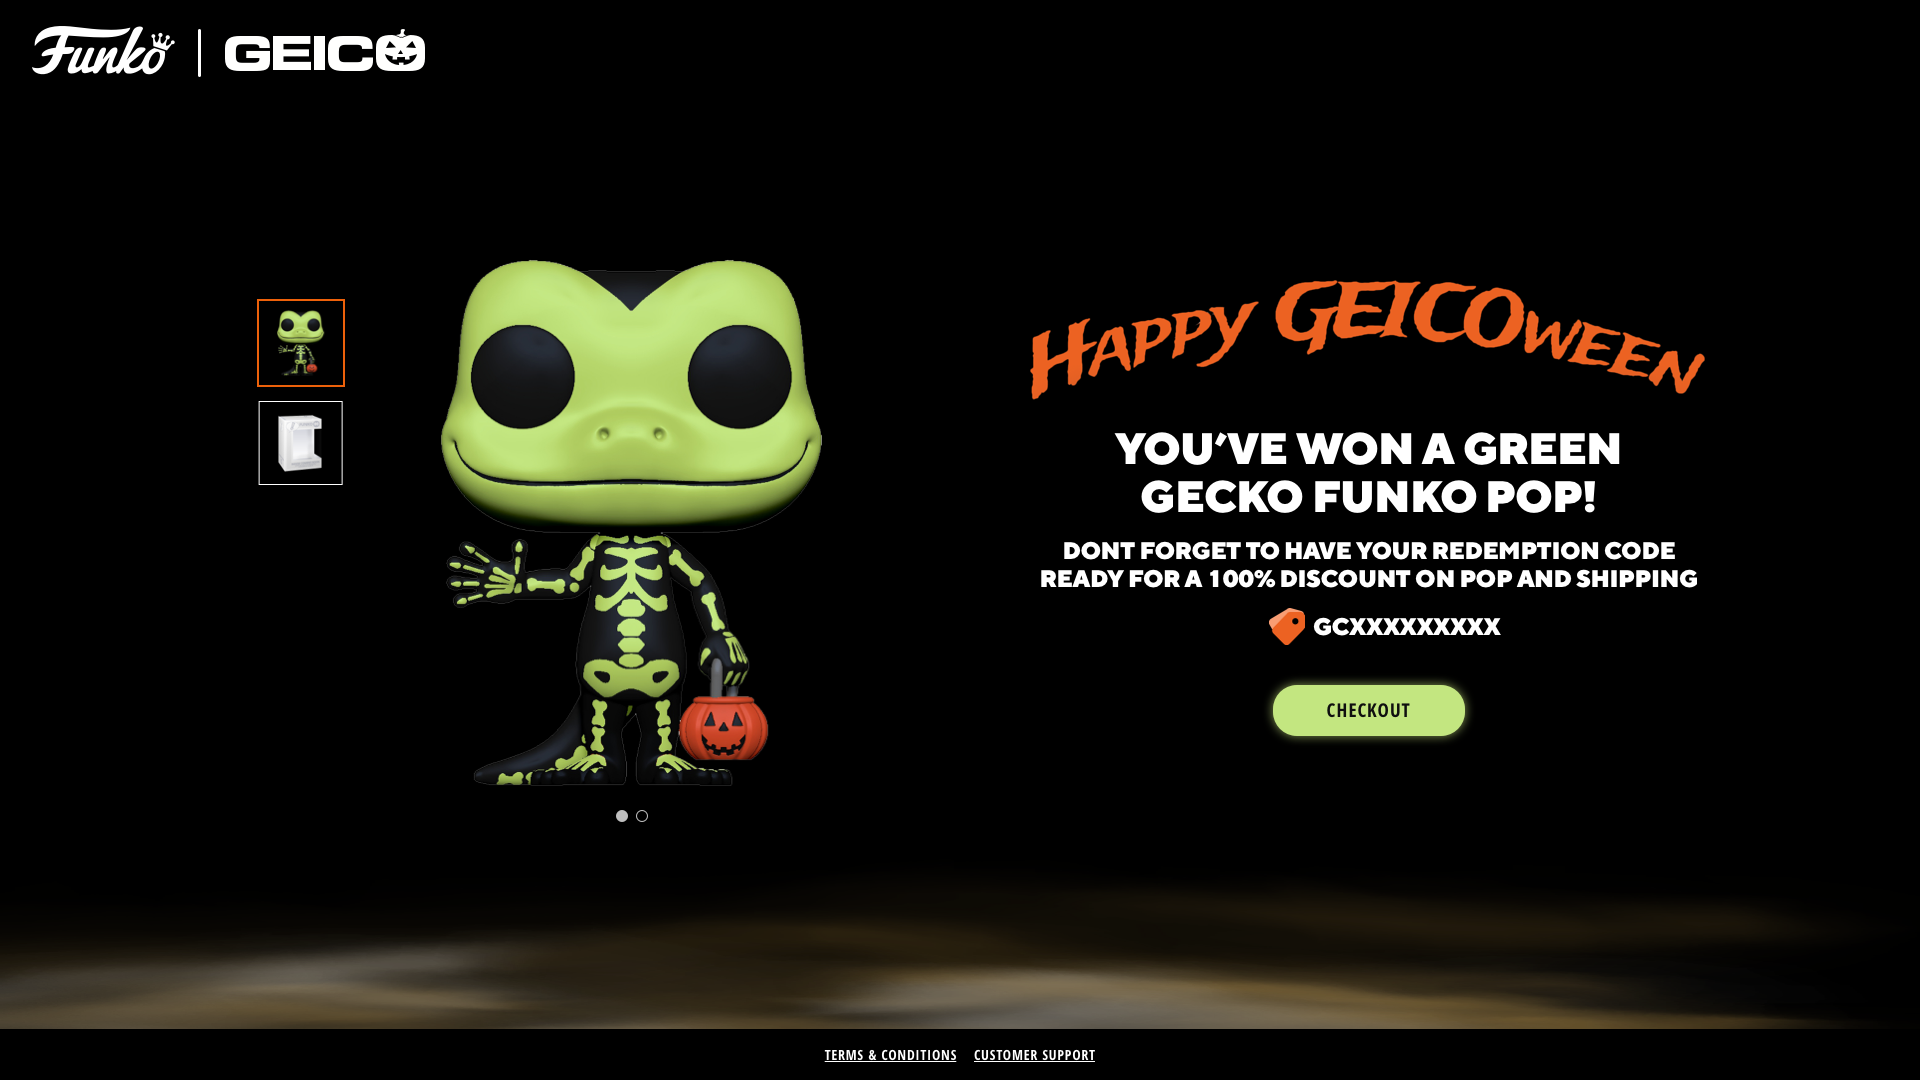 Funko | GEICO
HAPPY GEICOWEEN
YOU'VE WON A GREEN
GECKO FUNKO POP!
DONT FORGET TO HAVE YOUR REDEMPTION CODE
READY FOR A 100% DISCOUNT ON POP AND SHIPPING
GCXXXXXXXXXX
CHECKOUT
TERMS & CONDITIONS CUSTOMER SUPPORT